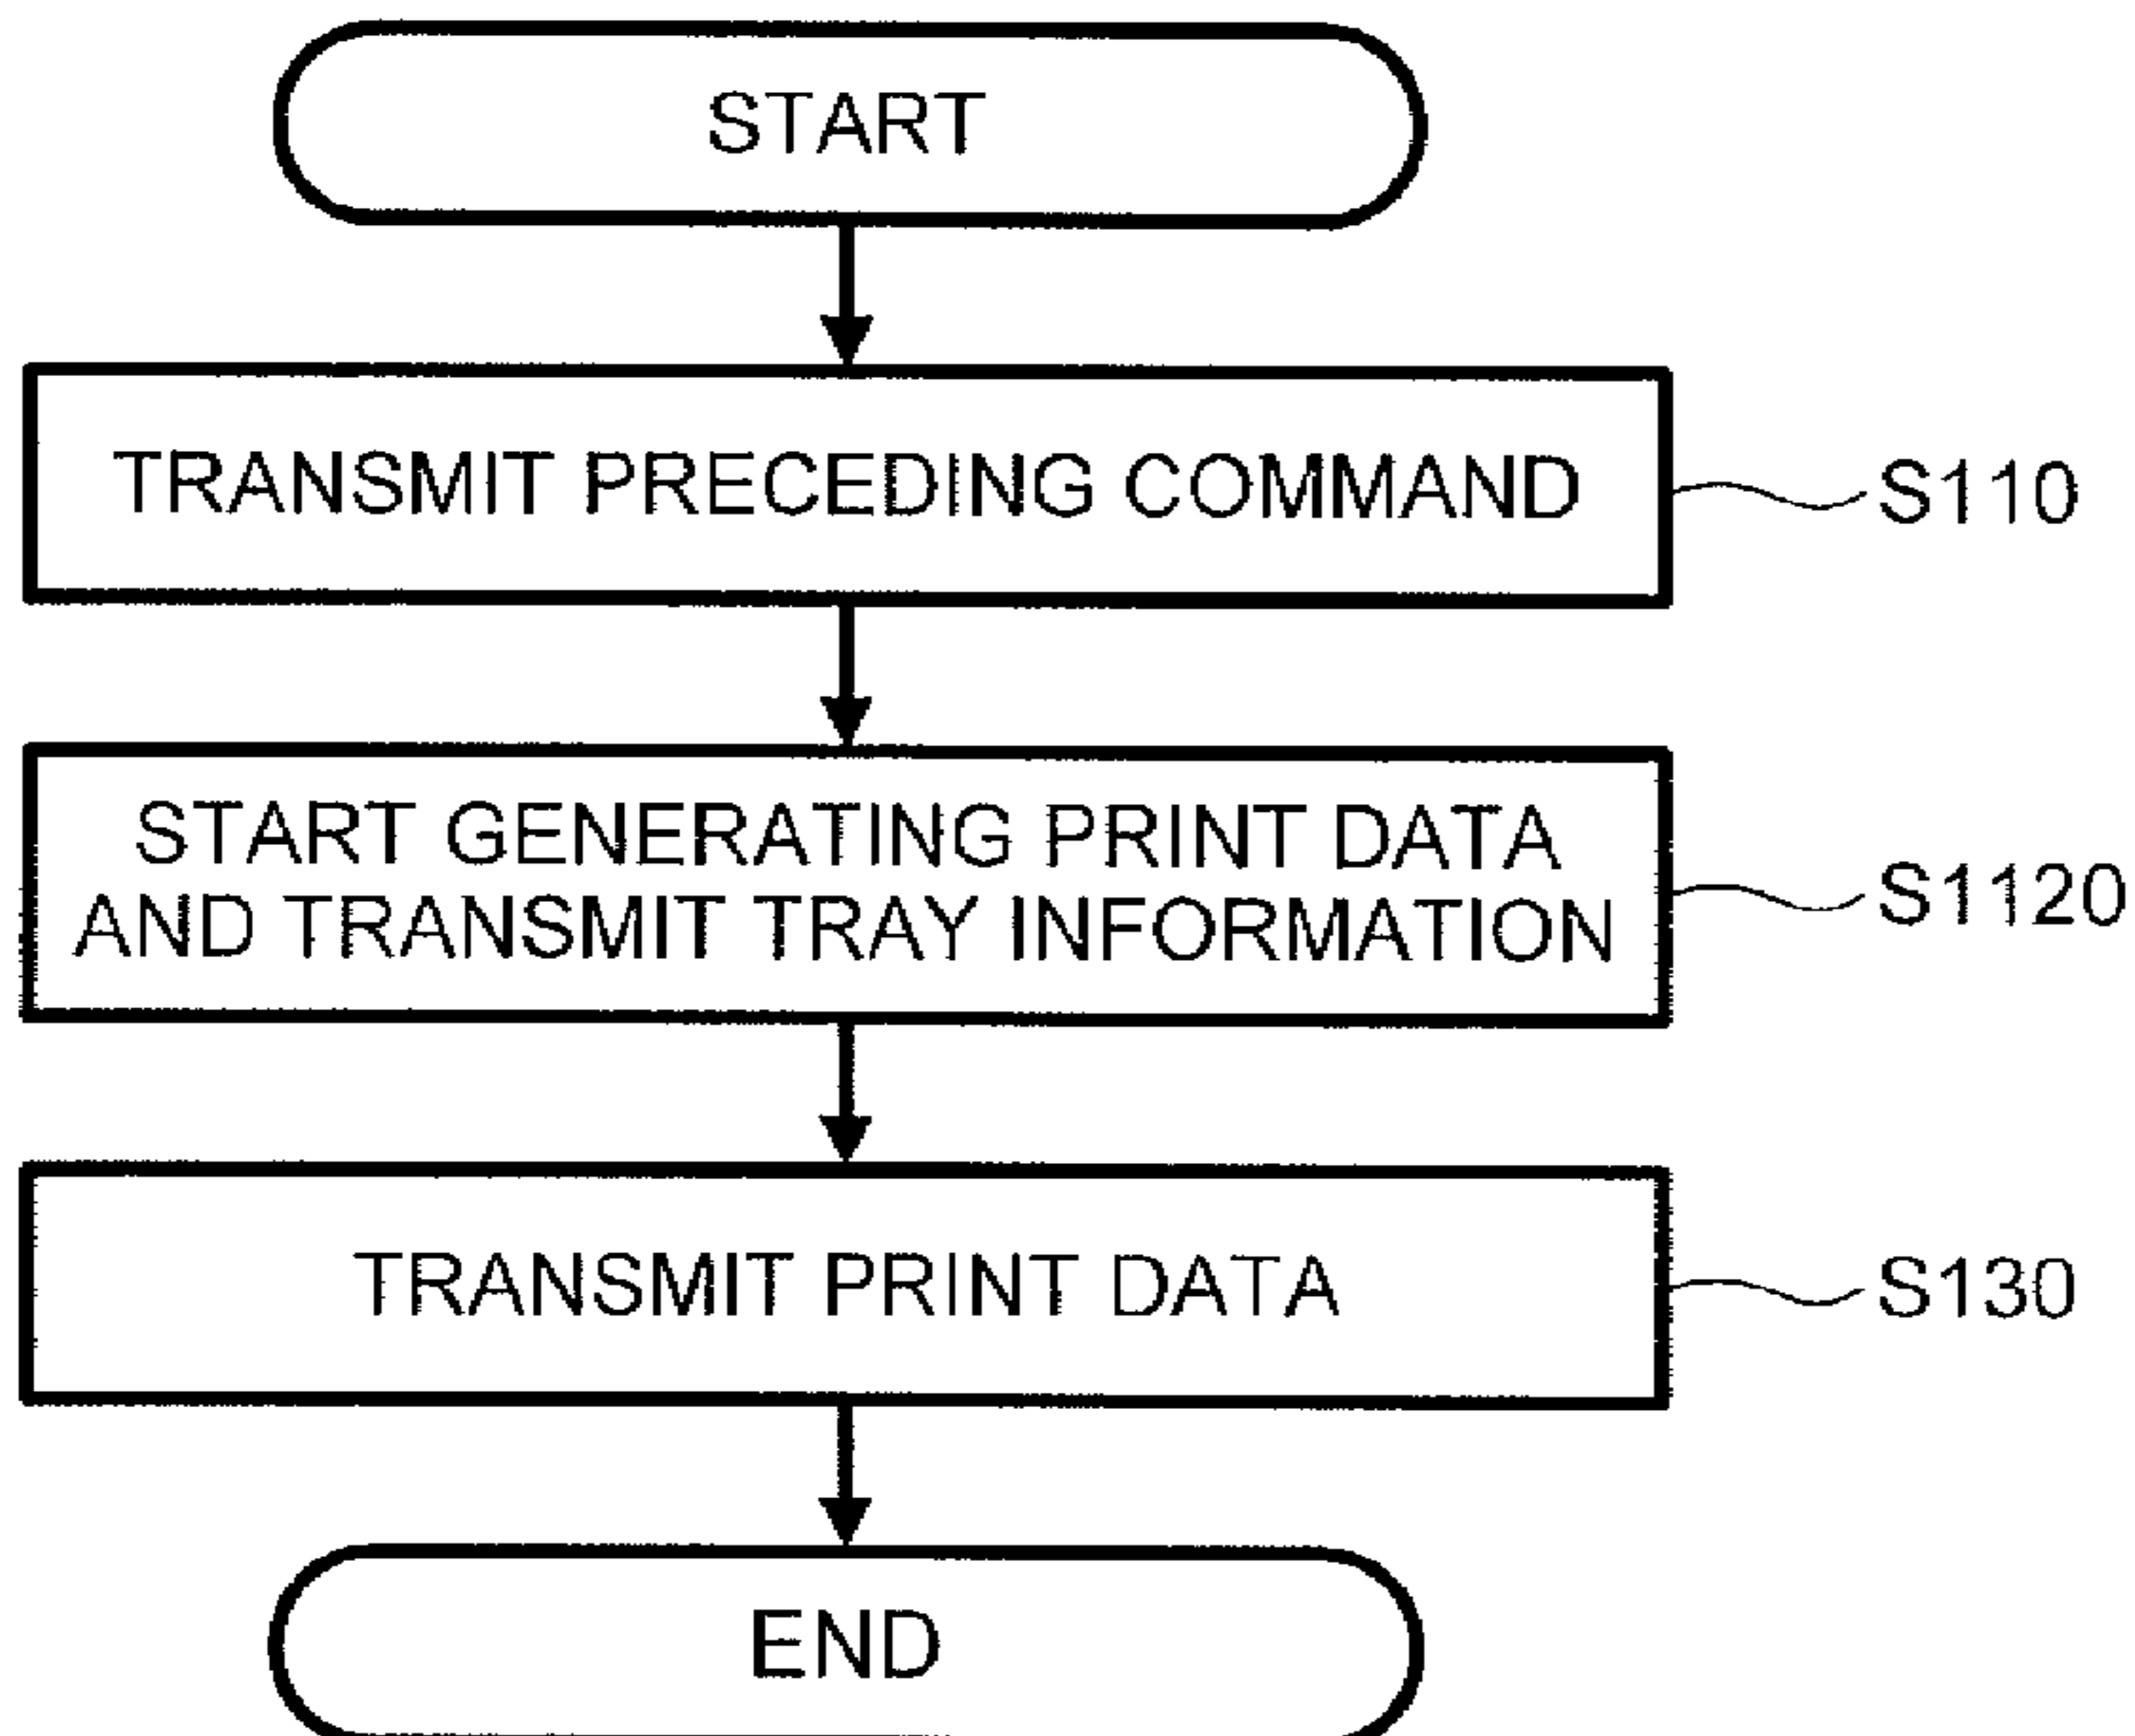 START
TRANSMIT PRECEDING COMMAND
S110
START GENERATING PRINT DATA
AND TRANSMIT TRAY INFORMATION
S1120
TRANSMIT PRINT DATA
S130
END